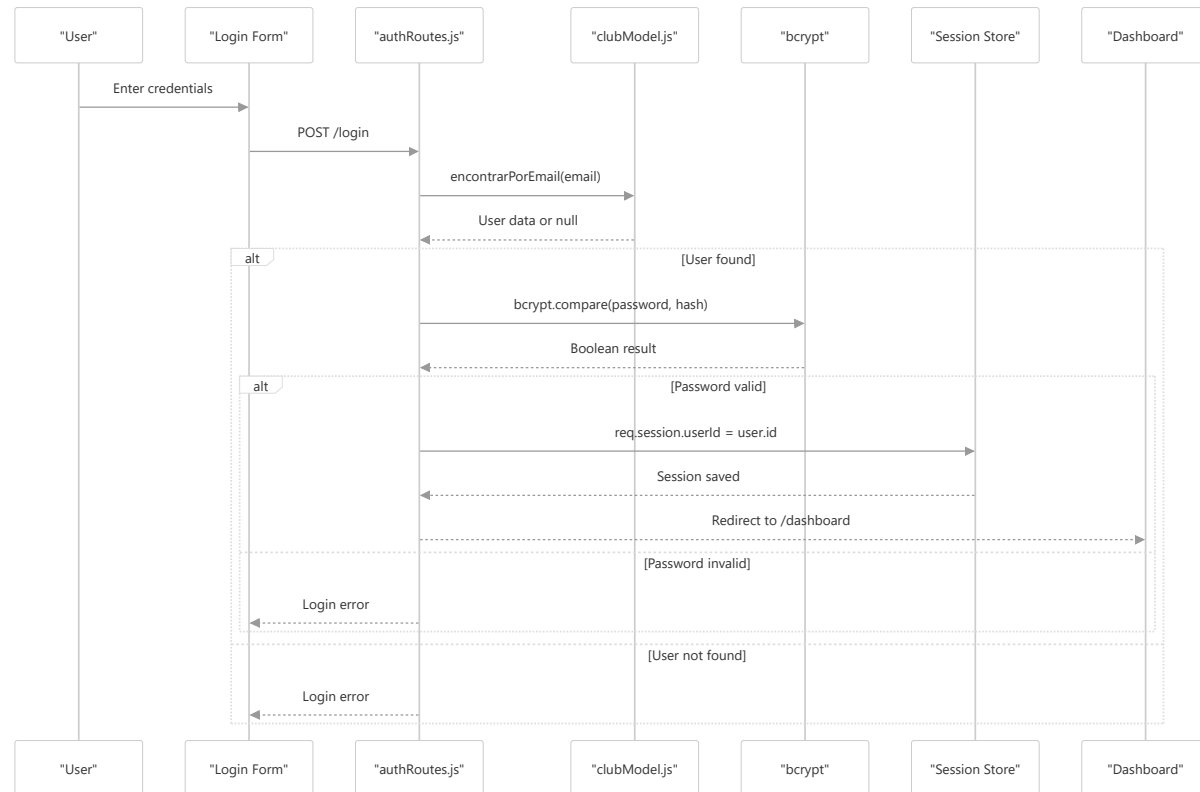 "User" "Login Form" "authRoutes.js" "clubModel.js" "bcrypt" "Session Store" "Dashboard"
Enter credentials
POST /login
encontrarPorEmail(email)
User data or null
alt [User found]
bcrypt.compare(password, hash)
Boolean result
alt [Password valid]
req.session.userId = user.id
Session saved
Redirect to /dashboard
[Password invalid]
Login error
[User not found]
Login error
"User" "Login Form" "authRoutes.js" "clubModel.js" "bcrypt" "Session Store" "Dashboard"